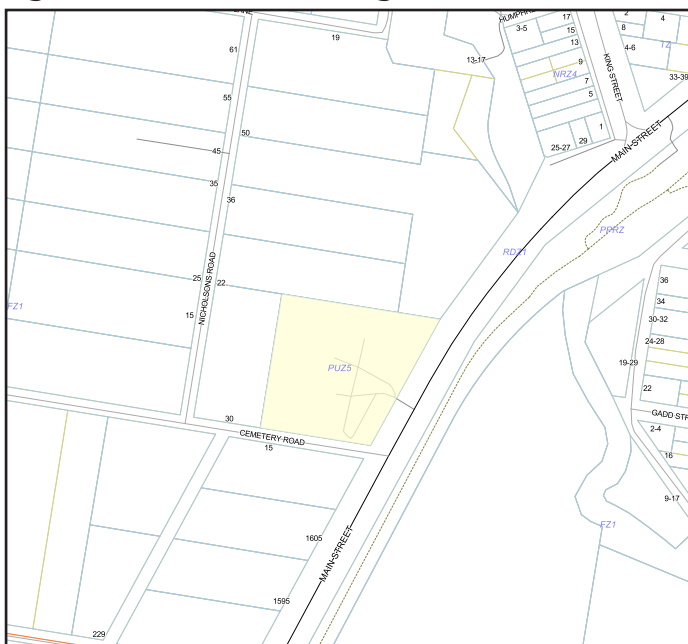 HUMPHR
17
2
4
3-5
15
8
TZ
19
13
4-6
61
13-17
9
KING STREET
NRZ4
33-39
7
55
5
1
50
29
MAIN STREET
25-27
45
35
36
PPRZ
RDZ1
NICHOLSONS ROAD
25
22
36
FZ1
34
15
30-32
24-28
19-29
PUZ5
22
30
GADD STR
CEMETERY ROAD
2-4
15
16
9-17
FZ1
1605
MAIN STREET
1595
229